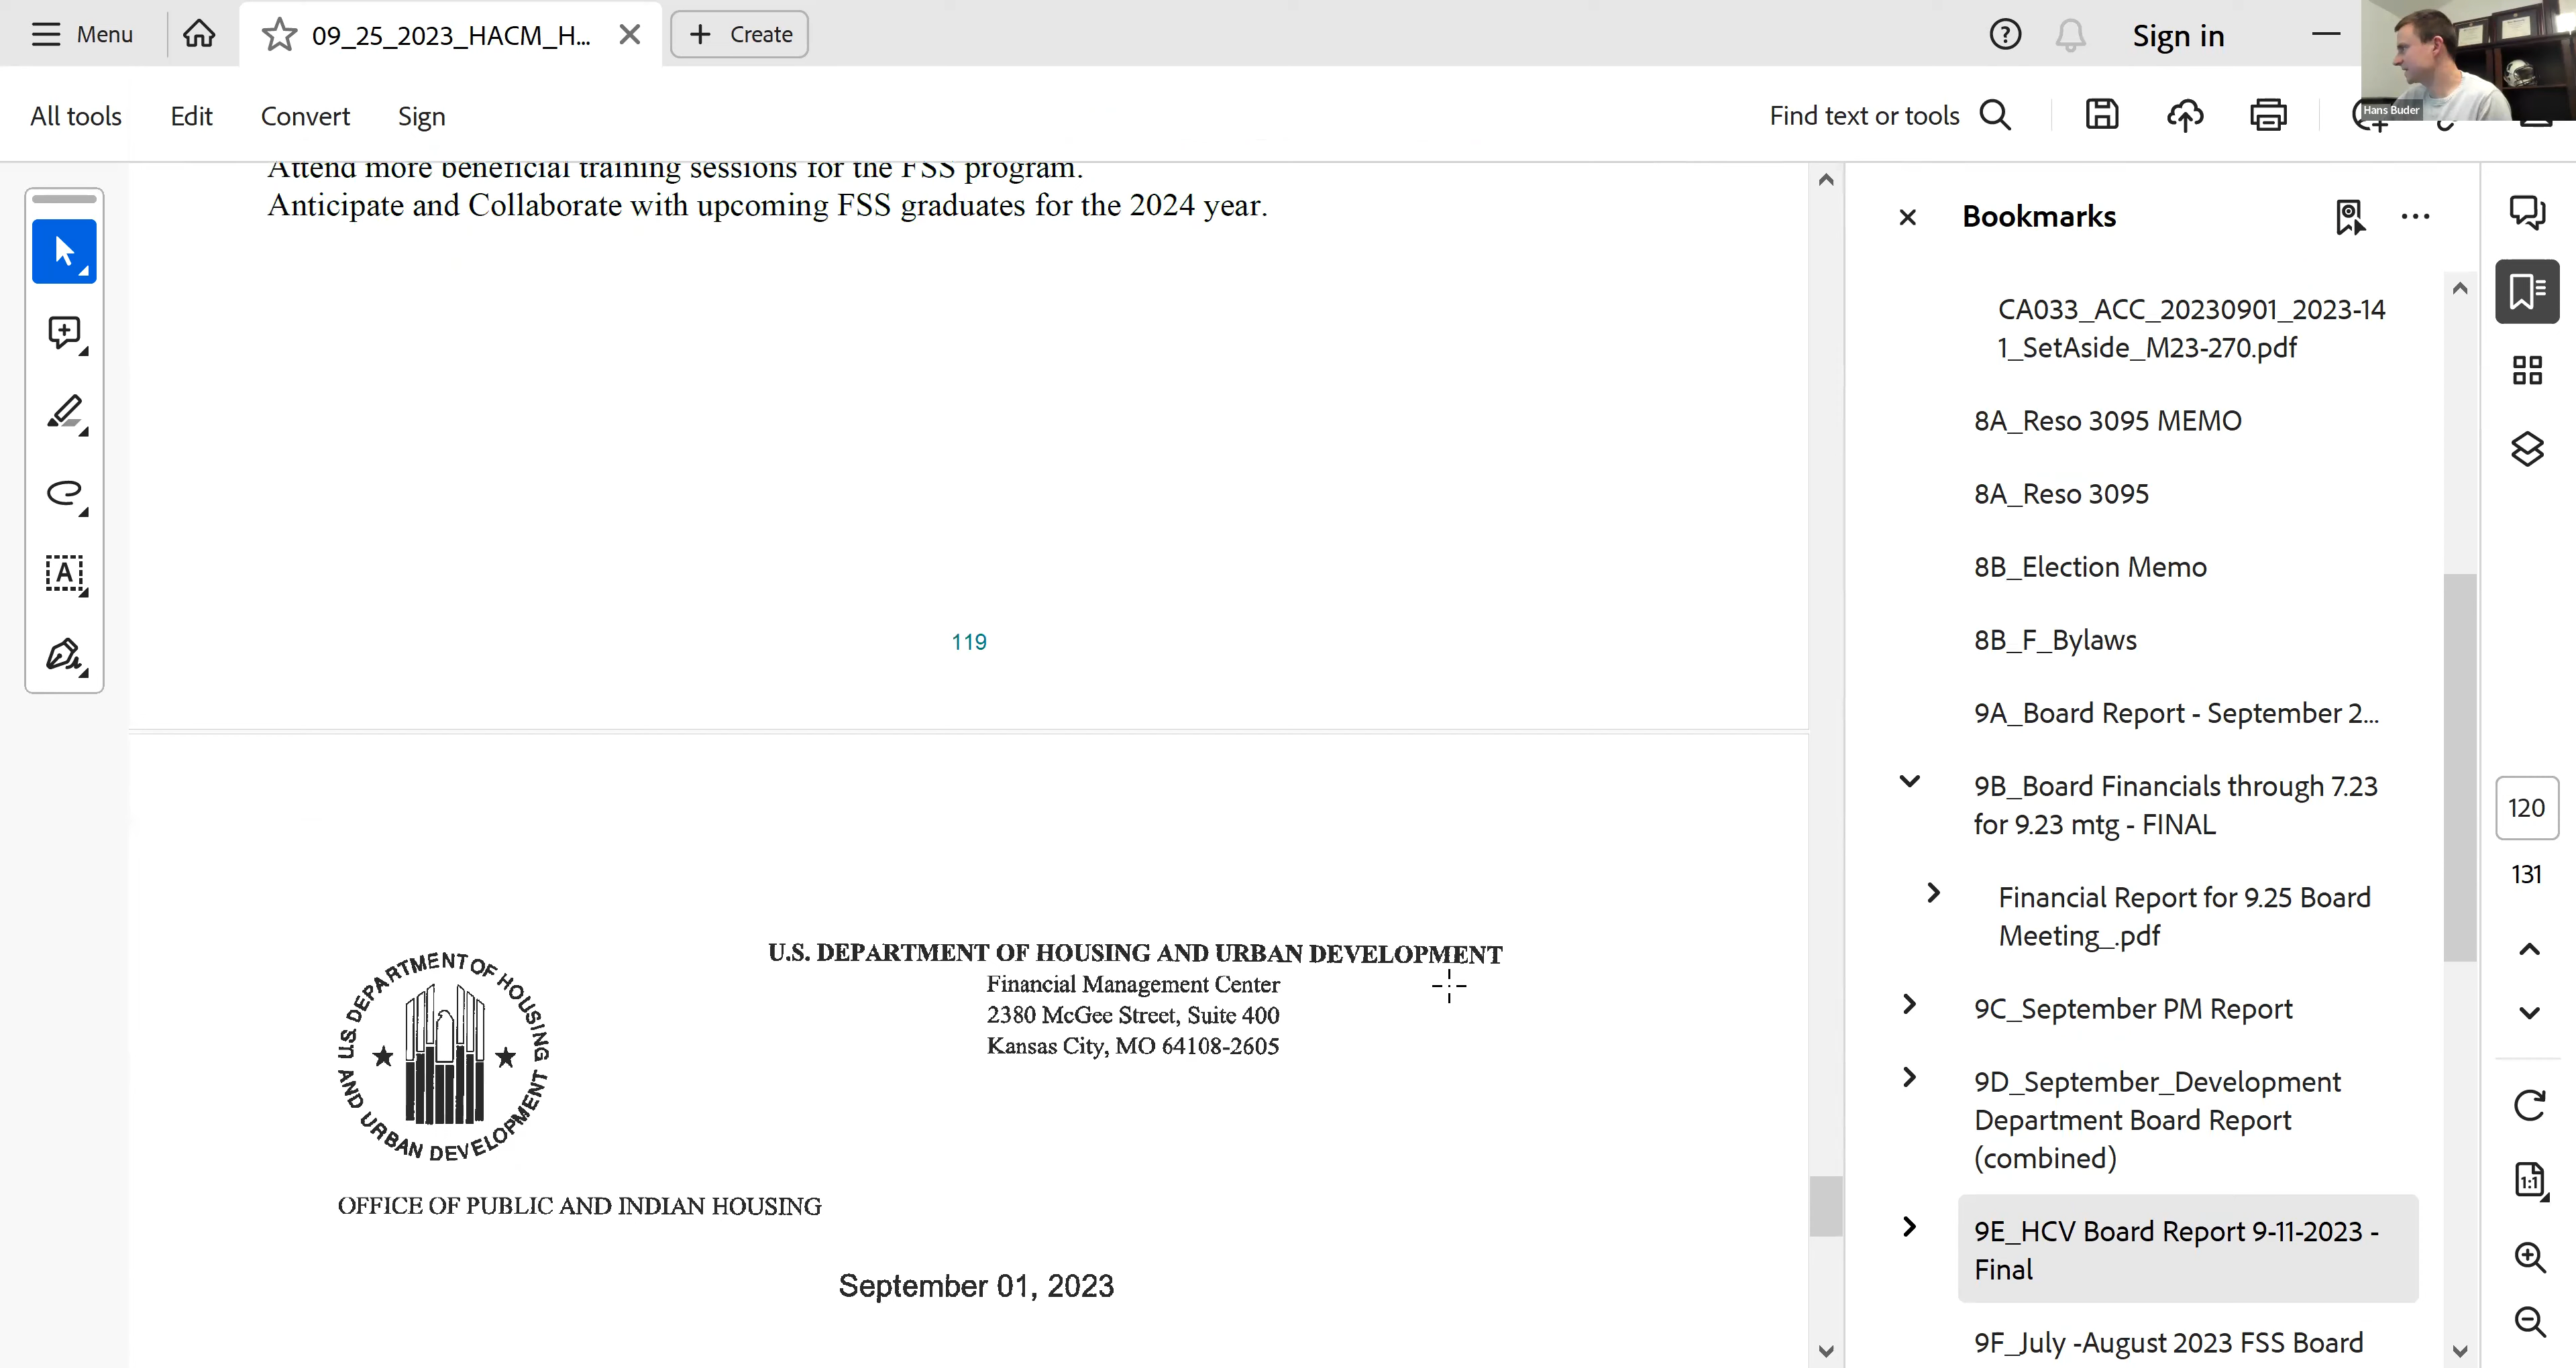 Menu
09_25_2023_HACM_H...
Create
Sign in
Hans Buder
All tools
Edit
Convert
Sign
Find text or tools
Attend more beneficial training sessions for the FSS program.
Anticipate and Collaborate with upcoming FSS graduates for the 2024 year.
119
U.S. DEPARTMENT OF HOUSING AND URBAN DEVELOPMENT
U.S. DEPARTMENT OF HOUSING AND URBAN DEVELOPMENT
Financial Management Center
2380 McGee Street, Suite 400
Kansas City, MO 64108-2605
OFFICE OF PUBLIC AND INDIAN HOUSING
September 01, 2023
Bookmarks
CA033_ACC_20230901_2023-14
1_SetAside_M23-270.pdf
8A_Reso 3095 MEMO
8A_Reso 3095
8B_Election Memo
8B_F_Bylaws
9A_Board Report - September 2...
9B_Board Financials through 7.23
for 9.23 mtg - FINAL
Financial Report for 9.25 Board
Meeting_.pdf
9C_September PM Report
9D_September_Development
Department Board Report
(combined)
9E_HCV Board Report 9-11-2023 -
Final
9F_July -August 2023 FSS Board
120
131
1:1